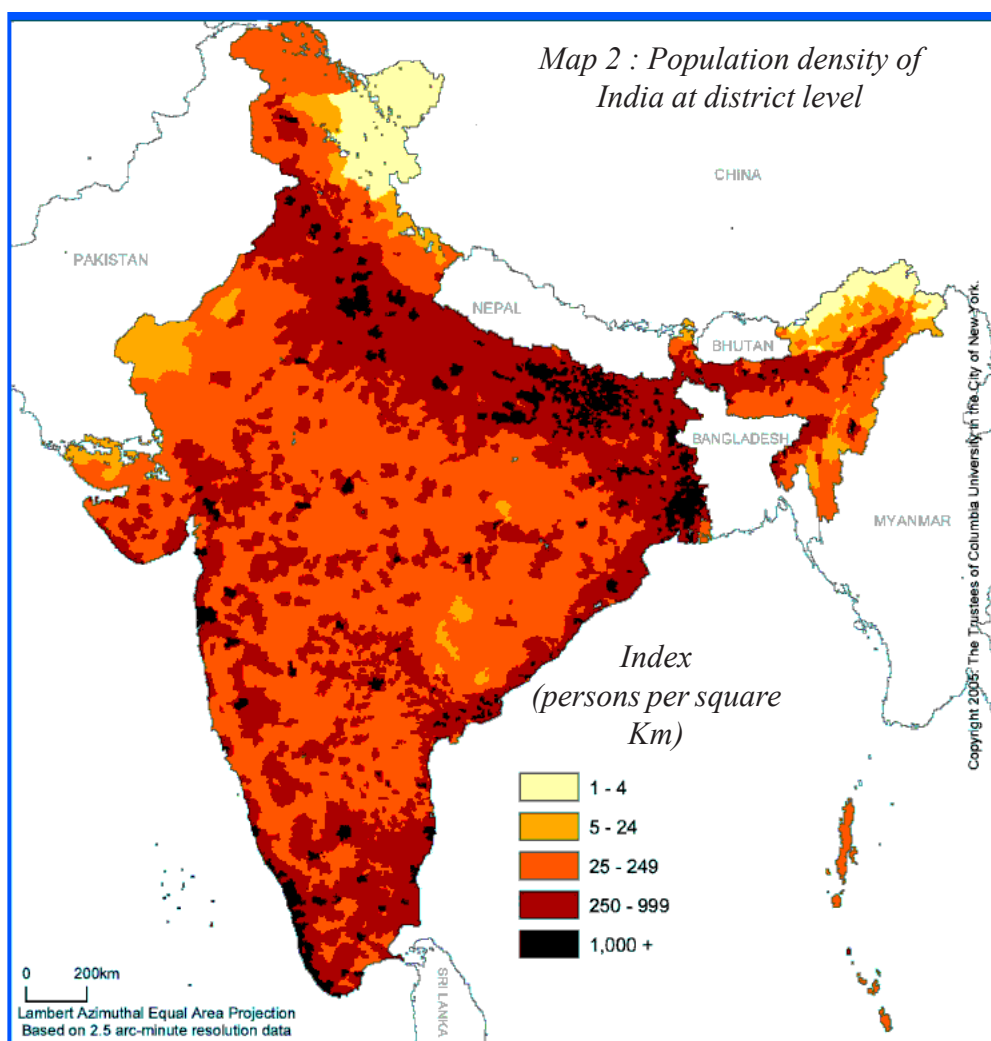 Map 2 : Population density of
India at district level
CHINA
PAKISTAN
NEPAL
BHUTAN
BANGLADESH
MYANMAR
Copyright 2005. The Trustees of Columbia University in the City of New York.
Index
(persons per square
Km)
1 - 4
5 - 24
25 - 249
250 - 999
1,000 +
0 200km
SRI LANKA
Lambert Azimuthal Equal Area Projection
Based on 2.5 arc-minute resolution data